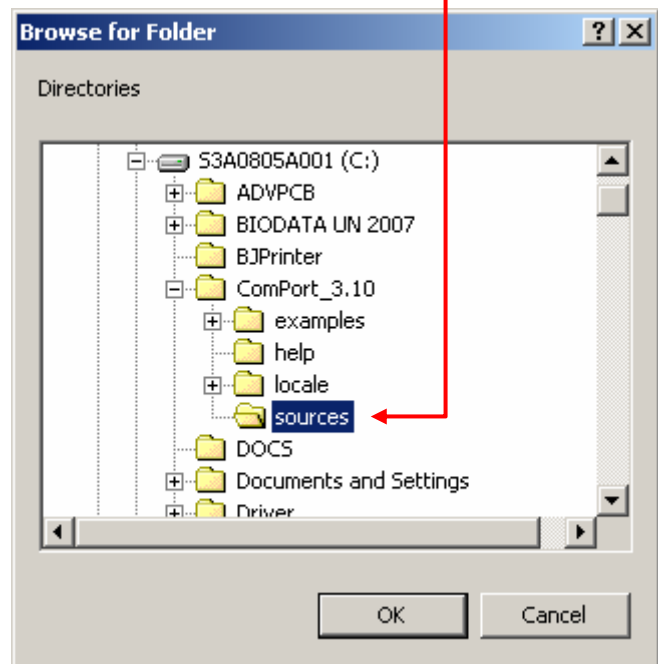 Browse for Folder
Directories
S3A0805A001 (C:)
ADVPCB
BIODATA UN 2007
BJPrinter
ComPort_3.10
examples
help
locale
sources
DOCS
Documents and Settings
Driver
OK Cancel